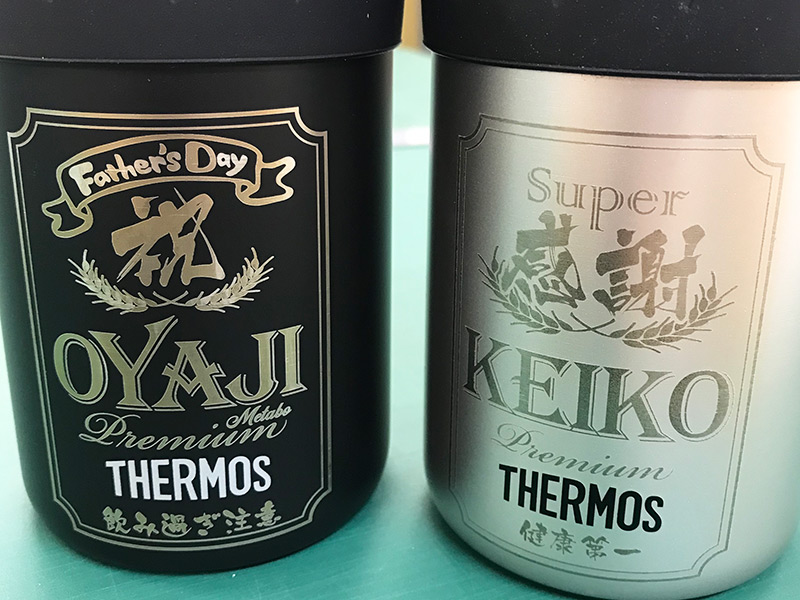 Father's Day
祝
OYAJI
Metabo
Premium
THERMOS
飲み過ぎ注意
Super
感謝
KEIKO
Premium
THERMOS
健康第一